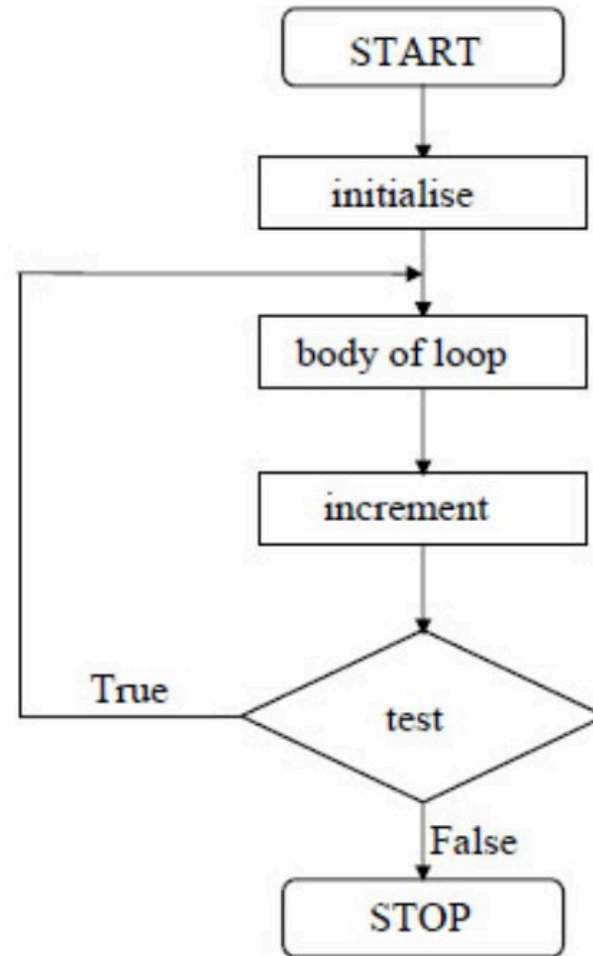 START
initialise
body of loop
increment
True
test
False
STOP